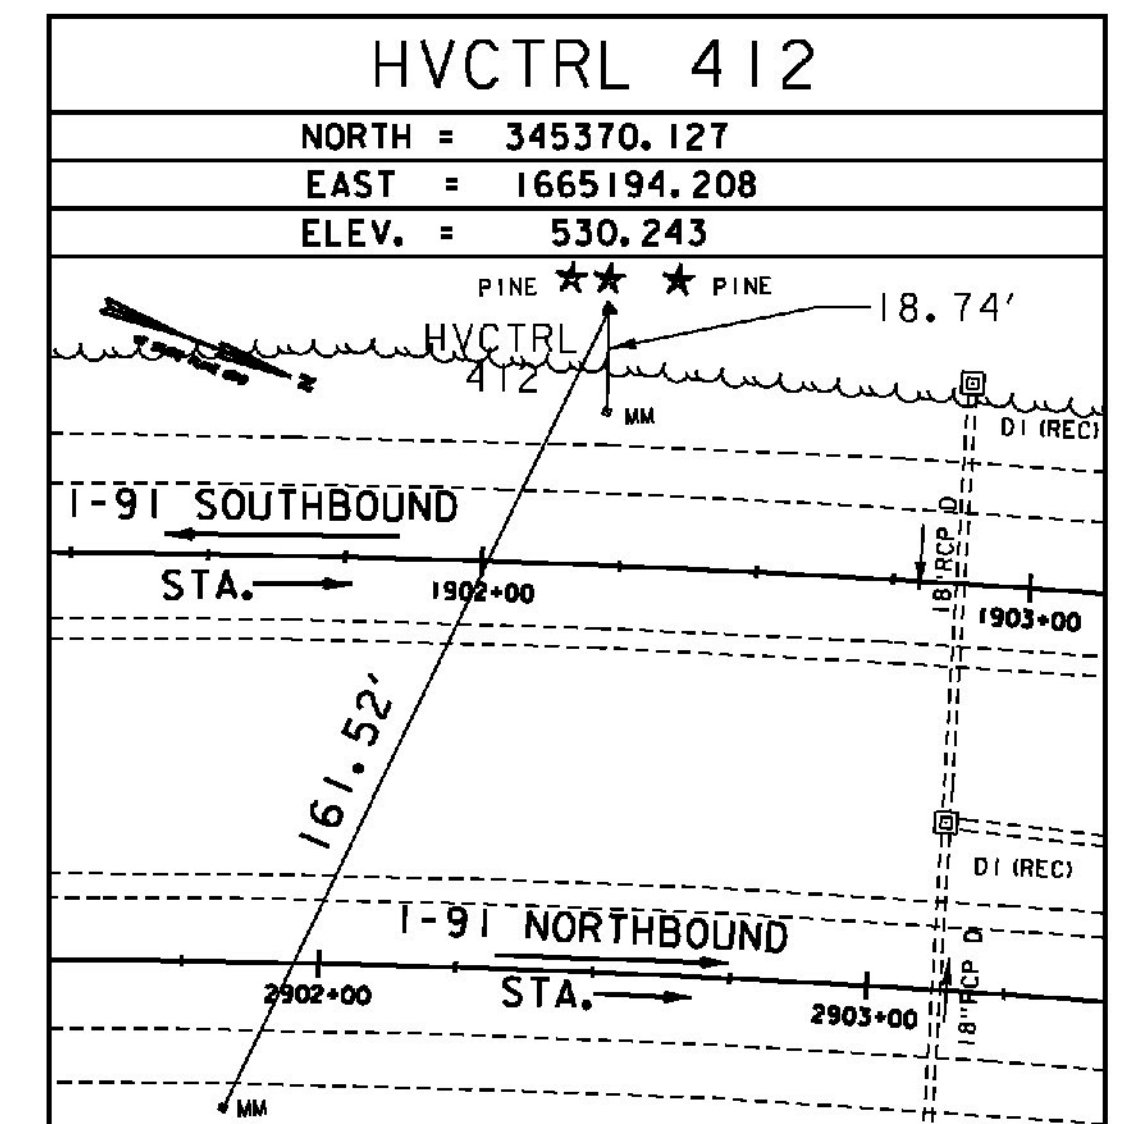 HVCTRL 412
NORTH = 345370.127
EAST = 1665194.208
ELEV. = 530.243
PINE
PINE
18.74'
HVCTRL
412
N
MM
DI (REC)
I-91 SOUTHBOUND
18" RCP D
STA.
1902+00
1903+00
161.52'
DI (REC)
I-91 NORTHBOUND
18" RCP D
STA.
2902+00
2903+00
MM